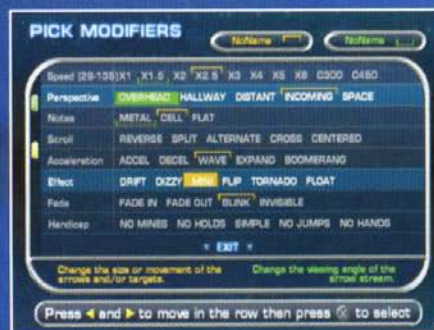 PICK MODIFIERS
NoName NoName
Speed (28-135) X1 X1.5 X2 X2.5 X3 X4 X5 X8 C300 C450
Perspective OVERHEAD HALLWAY DISTANT INCOMING SPACE
Notes METAL CELL FLAT
Scroll REVERSE SPLIT ALTERNATE CROSS CENTERED
Acceleration ACCEL DECEL WAVE EXPAND BOOMERANG
Effect DRIFT DIZZY MINI FLIP TORNADO FLOAT
Fade FADE IN FADE OUT BLINK INVISIBLE
Handicap NO MINES NO HOLDS SIMPLE NO JUMPS NO HANDS
EXIT
Change the size or movement of the arrows and/or targets.
Change the viewing angle of the arrow stream.
Press ◄ and ► to move in the row then press Ⓧ to select